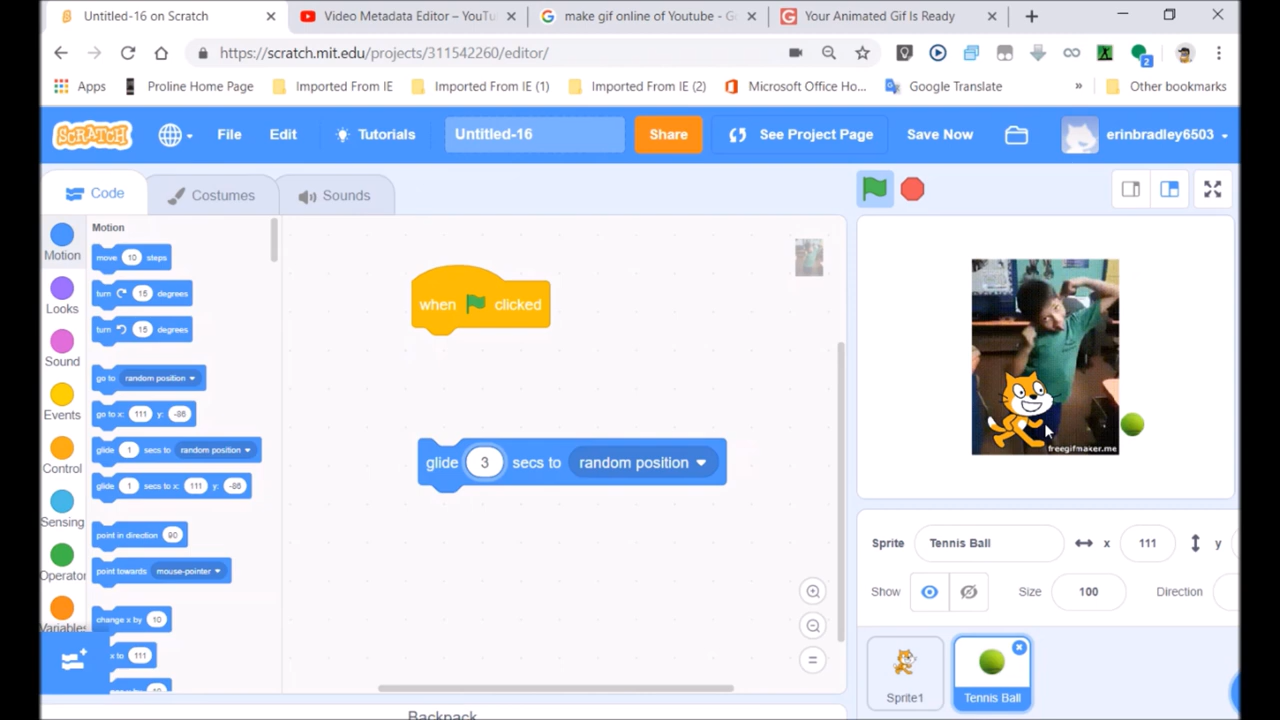 Untitled-16 on Scratch
Video Metadata Editor – YouTu
make gif online of Youtube - G
Your Animated Gif Is Ready
https://scratch.mit.edu/projects/311542260/editor/
2
Apps
Proline Home Page
Imported From IE
Imported From IE (1)
Imported From IE (2)
Microsoft Office Ho...
Google Translate
»
Other bookmarks
SCRATCH
File
Edit
Tutorials
Untitled-16
Share
See Project Page
Save Now
erinbradley6503
Code
Costumes
Sounds
Motion
Looks
Sound
Events
Control
Sensing
Operator
Variables
Motion
move 10 steps
turn 15 degrees
turn 15 degrees
go to random position
go to x: 111 y: -86
glide 1 secs to random position
glide 1 secs to x: 111 y: -86
point in direction 90
point towards mouse-pointer
change x by 10
x to 111
when clicked
glide 3 secs to random position
freegifmaker.me
Sprite
Tennis Ball
x
111
y
Show
Size
100
Direction
Sprite1
Tennis Ball
Backpack